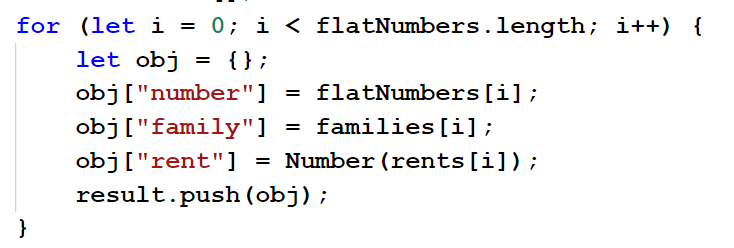 for (let i = 0; i < flatNumbers.length; i++) {
    let obj = {};
    obj["number"] = flatNumbers[i];
    obj["family"] = families[i];
    obj["rent"] = Number(rents[i]);
    result.push(obj);
}